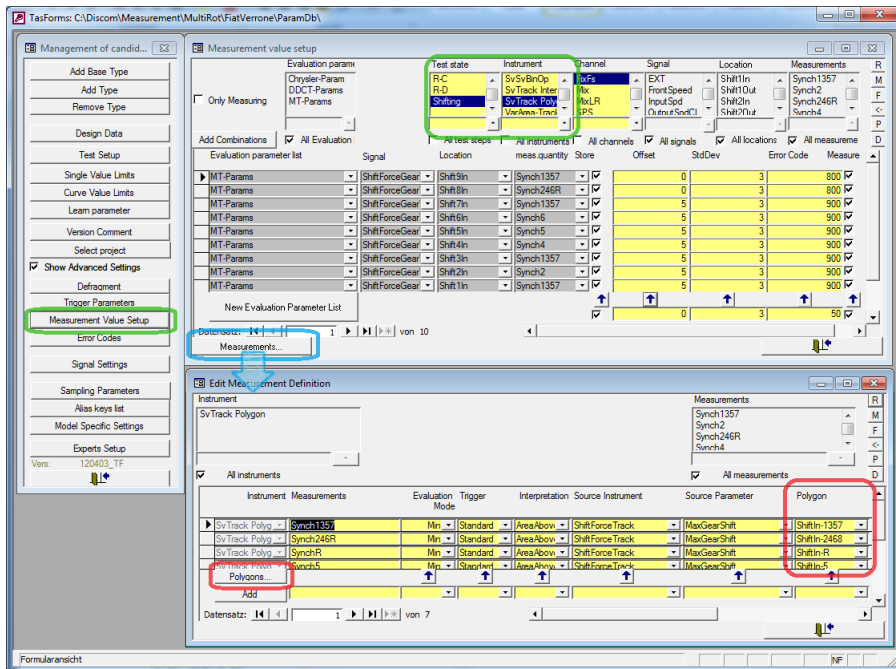 TasForms: C:\Discom\Measurement\MultiRot\FiatVerrone\ParamDb\
Management of candid...
Add Base Type
Add Type
Remove Type
Design Data
Test Setup
Single Value Limits
Curve Value Limits
Learn parameter
Version Comment
Select project
Show Advanced Settings
Defragment
Trigger Parameters
Measurement Value Setup
Error Codes
Signal Settings
Sampling Parameters
Alias keys list
Model Specific Settings
Experts Setup
Vers: 120403_TF
Measurement value setup
Evaluation parame Test state Instrument Channel Signal Location Measurements R
Chrysler-Param R-C SvSvBinOp FixFs EXT Shift1In Synch1357 M
DDCT-Params R-D SvTrack Inter Mix FrontSpeed Shift1Out Synch2 F
Only Measuring MT-Params Shifting SvTrack Poly MixLR InputSpd Shift2In Synch246R <-
VarArea-Track SPS OutputSpdCl Shift2Out Synch4 P
Add Combinations All Evaluation All test steps All instruments All channels All signals All locations All measureme D
Evaluation parameter list Signal Location meas.quantity Store Offset StdDev Error Code Measure
MT-Params ShiftForceGear Shift9In Synch1357 0 3 800
MT-Params ShiftForceGear Shift8In Synch246R 0 3 800
MT-Params ShiftForceGear Shift7In Synch1357 5 3 900
MT-Params ShiftForceGear Shift6In Synch6 5 3 900
MT-Params ShiftForceGear Shift5In Synch5 5 3 900
MT-Params ShiftForceGear Shift4In Synch4 5 3 900
MT-Params ShiftForceGear Shift3In Synch1357 5 3 900
MT-Params ShiftForceGear Shift2In Synch2 5 3 900
MT-Params ShiftForceGear Shift1In Synch1357 5 3 900
New Evaluation Parameter List
0 3 50
Datensatz: 1 von 10
Measurements...
Edit Measurement Definition
Instrument Measurements R
SvTrack Polygon Synch1357 M
Synch2 F
Synch246R <-
Synch4 P
All instruments All measurements D
Instrument Measurements Evaluation Mode Trigger Interpretation Source Instrument Source Parameter Polygon
SvTrack Polyg Synch1357 Min Standard AreaAbov ShiftForceTrack MaxGearShift ShiftIn-1357
SvTrack Polyg Synch246R Min Standard AreaAbov ShiftForceTrack MaxGearShift ShiftIn-2468
SvTrack Polyg SynchR Min Standard AreaAbov ShiftForceTrack MaxGearShift ShiftIn-R
SvTrack Polyg Synch5 Min Standard AreaAbov ShiftForceTrack MaxGearShift ShiftIn-5
Polygons...
Add
Datensatz: 1 von 7
Formularansicht NF